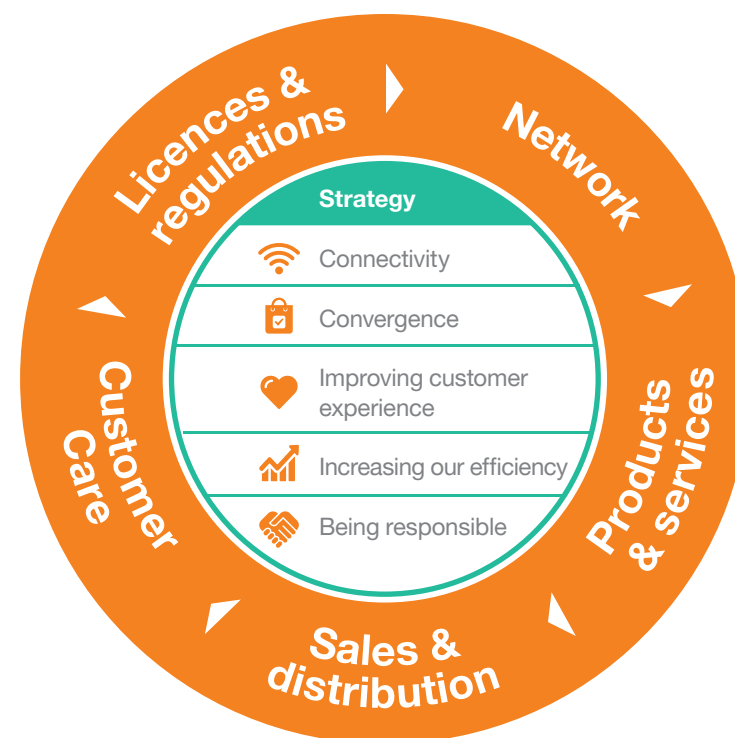 Licences &
regulations
Network
Products
& services
Sales &
distribution
Customer
Care
Strategy
Connectivity
Convergence
Improving customer
experience
Increasing our efficiency
Being responsible